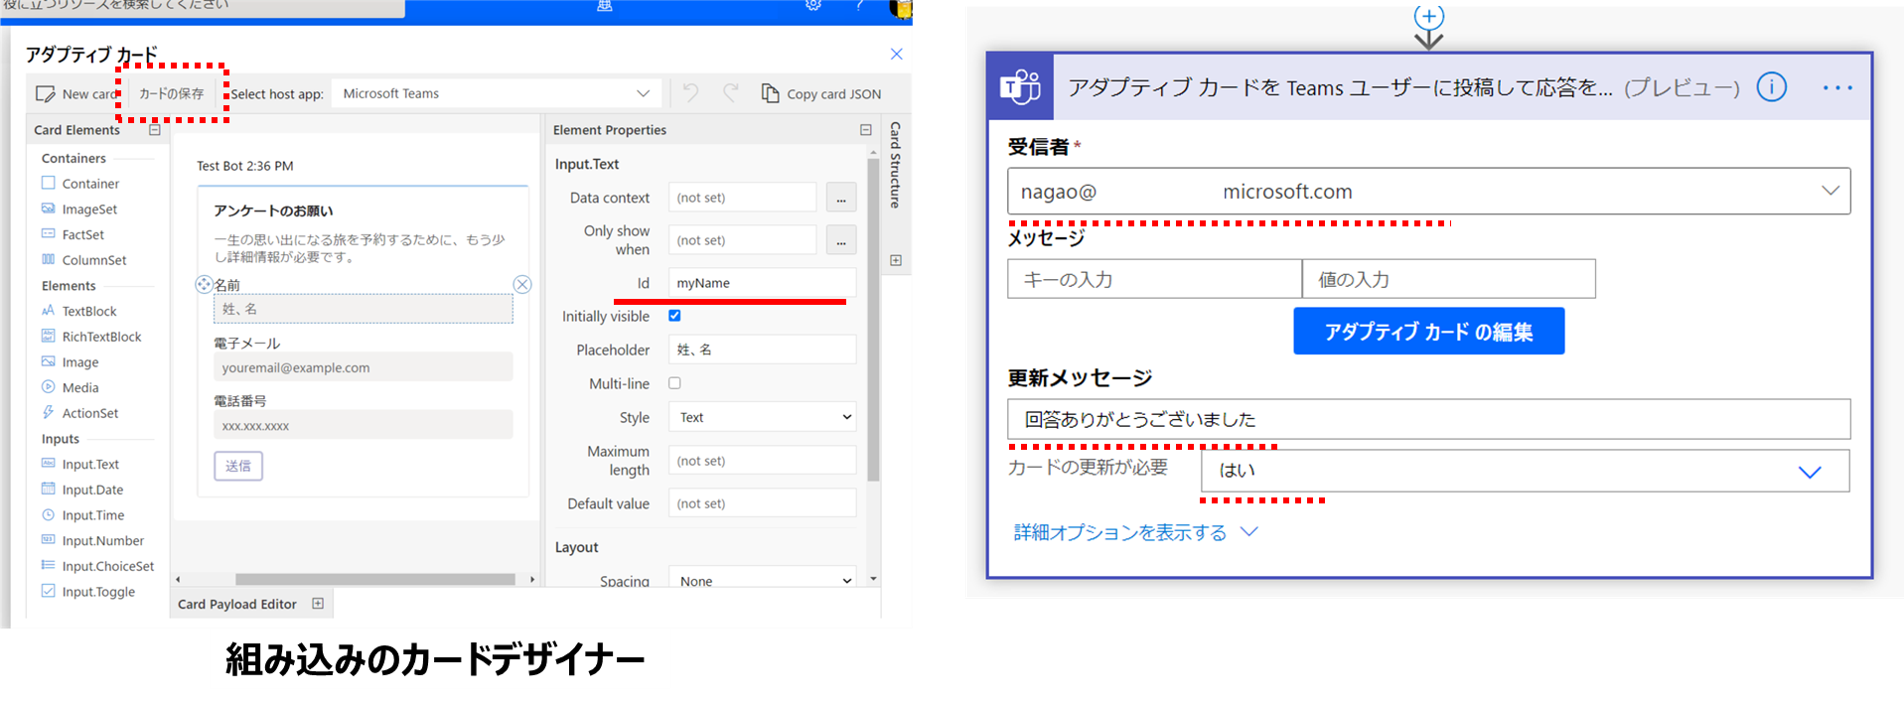 役に立つリソースを検索してください
?
アダプティブ カード
New card
カードの保存
Select host app:
Microsoft Teams
Copy card JSON
Card Elements
Containers
Container
ImageSet
FactSet
ColumnSet
Elements
TextBlock
RichTextBlock
Image
Media
ActionSet
Inputs
Input.Text
Input.Date
Input.Time
Input.Number
Input.ChoiceSet
Input.Toggle
Test Bot 2:36 PM
アンケートのお願い
一生の思い出になる旅を予約するために、もう少
し詳細情報が必要です。
名前
姓、名
電子メール
youremail@example.com
電話番号
xxx.xxx.xxxx
送信
Card Payload Editor
Element Properties
Input.Text
Data context (not set) ...
Only show
when
(not set) ...
Id myName
Initially visible
Placeholder 姓、名
Multi-line
Style Text
Maximum
length
(not set)
Default value (not set)
Layout
Spacing None
Card Structure
組み込みのカードデザイナー
アダプティブ カードを Teams ユーザーに投稿して応答を... (プレビュー)
受信者*
nagao@ microsoft.com
メッセージ
キーの入力 値の入力
アダプティブ カード の編集
更新メッセージ
回答ありがとうございました
カードの更新が必要 はい
詳細オプションを表示する